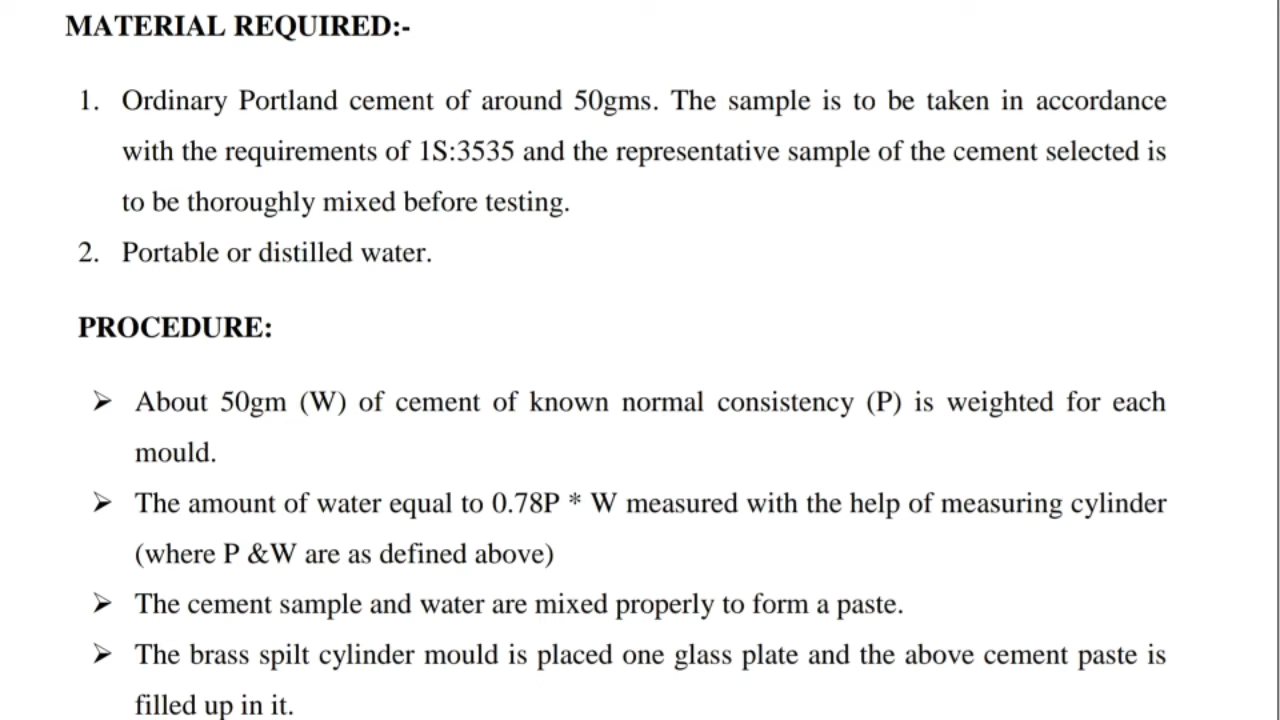 MATERIAL REQUIRED:-
1. Ordinary Portland cement of around 50gms. The sample is to be taken in accordance
with the requirements of 1S:3535 and the representative sample of the cement selected is
to be thoroughly mixed before testing.
2. Portable or distilled water.
PROCEDURE:
➢ About 50gm (W) of cement of known normal consistency (P) is weighted for each
mould.
➢ The amount of water equal to 0.78P * W measured with the help of measuring cylinder
(where P &W are as defined above)
➢ The cement sample and water are mixed properly to form a paste.
➢ The brass spilt cylinder mould is placed one glass plate and the above cement paste is
filled up in it.